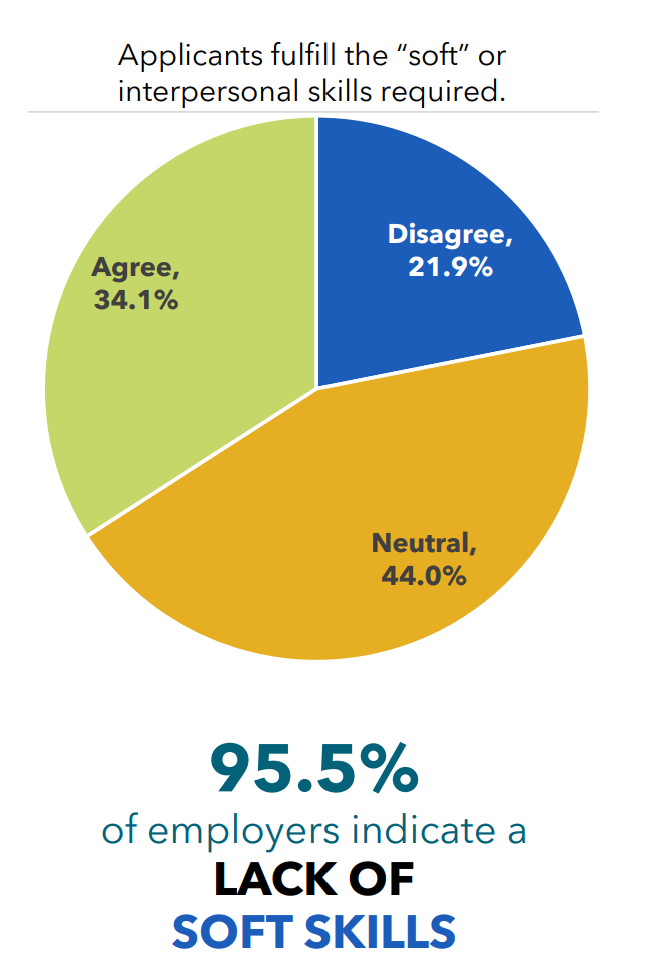 Applicants fulfill the “soft” or
interpersonal skills required.
Disagree,
21.9%
Agree,
34.1%
Neutral,
44.0%
95.5%
of employers indicate a
LACK OF
SOFT SKILLS